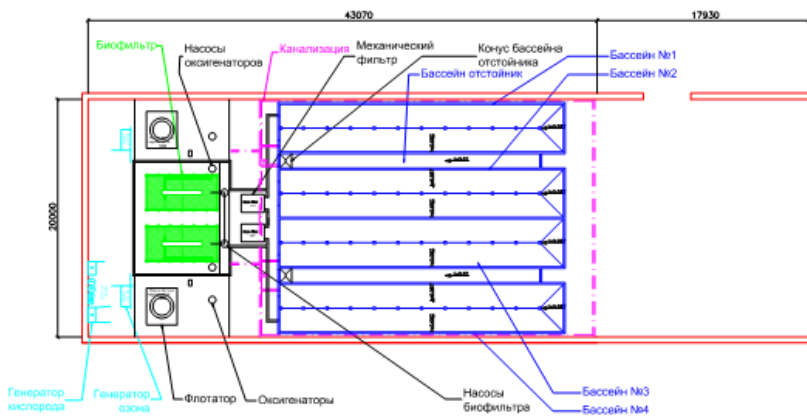 43070
17930
Биофильтр
Насосы
оксигенаторов
Канализация
Механический
фильтр
Конус бассейна
отстойника
Бассейн отстойник
Бассейн №1
Бассейн №2
20000
Генератор
кислорода
Генератор
озона
Флотатор
Оксигенаторы
Насосы
биофильтра
Бассейн №3
Бассейн №4